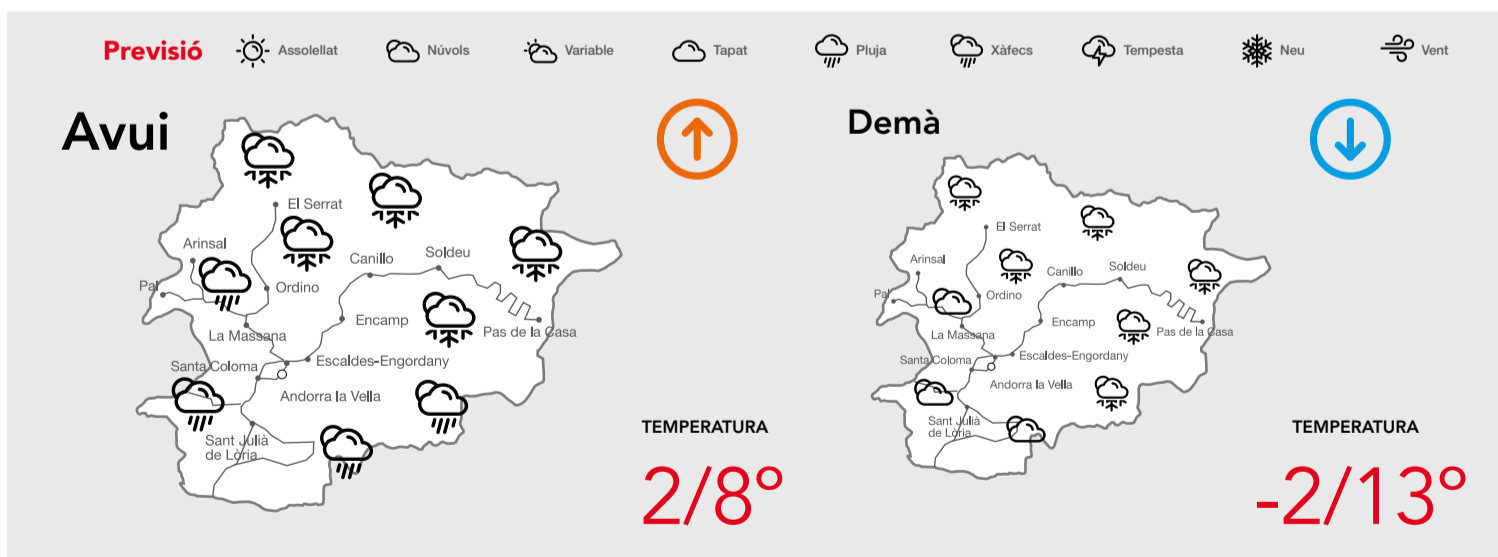 Previsió
Assolellat
Núvols
Variable
Tapat
Pluja
Xàfecs
Tempesta
Neu
Vent
Avui
El Serrat
Arinsal
Canillo
Soldeu
Pal
Ordino
Encamp
La Massana
Pas de la Casa
Santa Coloma
Escaldes-Engordany
Andorra la Vella
Sant Julià
de Lòria
TEMPERATURA
2/8º
Demà
El Serrat
Arinsal
Canillo
Soldeu
Pal
Ordino
Encamp
La Massana
Pas de la Casa
Santa Coloma
Escaldes-Engordany
Andorra la Vella
Sant Julià
de Lòria
TEMPERATURA
-2/13º